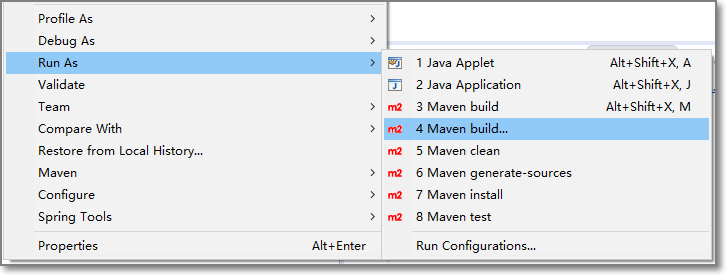 Profile As
Debug As
Run As
Validate
Team
Compare With
Restore from Local History...
Maven
Configure
Spring Tools
Properties Alt+Enter
1 Java Applet Alt+Shift+X, A
2 Java Application Alt+Shift+X, J
m2 3 Maven build Alt+Shift+X, M
m2 4 Maven build...
m2 5 Maven clean
m2 6 Maven generate-sources
m2 7 Maven install
m2 8 Maven test
Run Configurations...